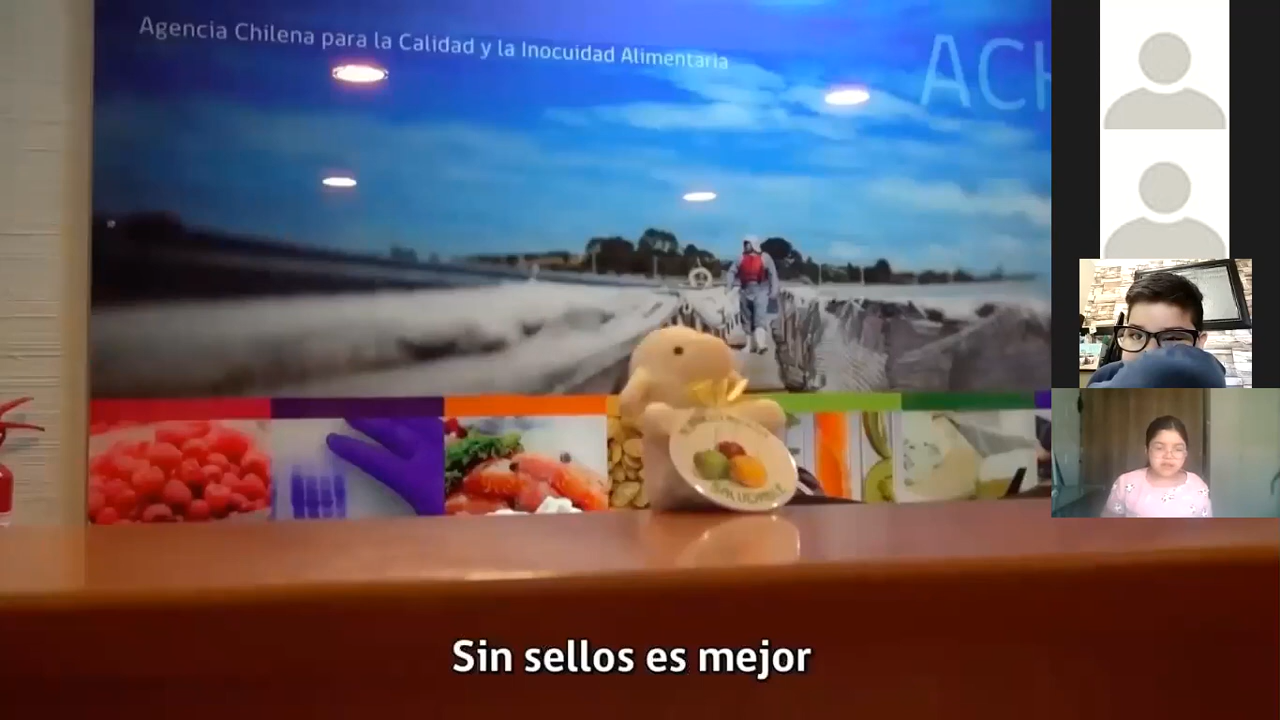 Agencia Chilena para la Calidad y la Inocuidad Alimentaria
ACH
Sin sellos es mejor